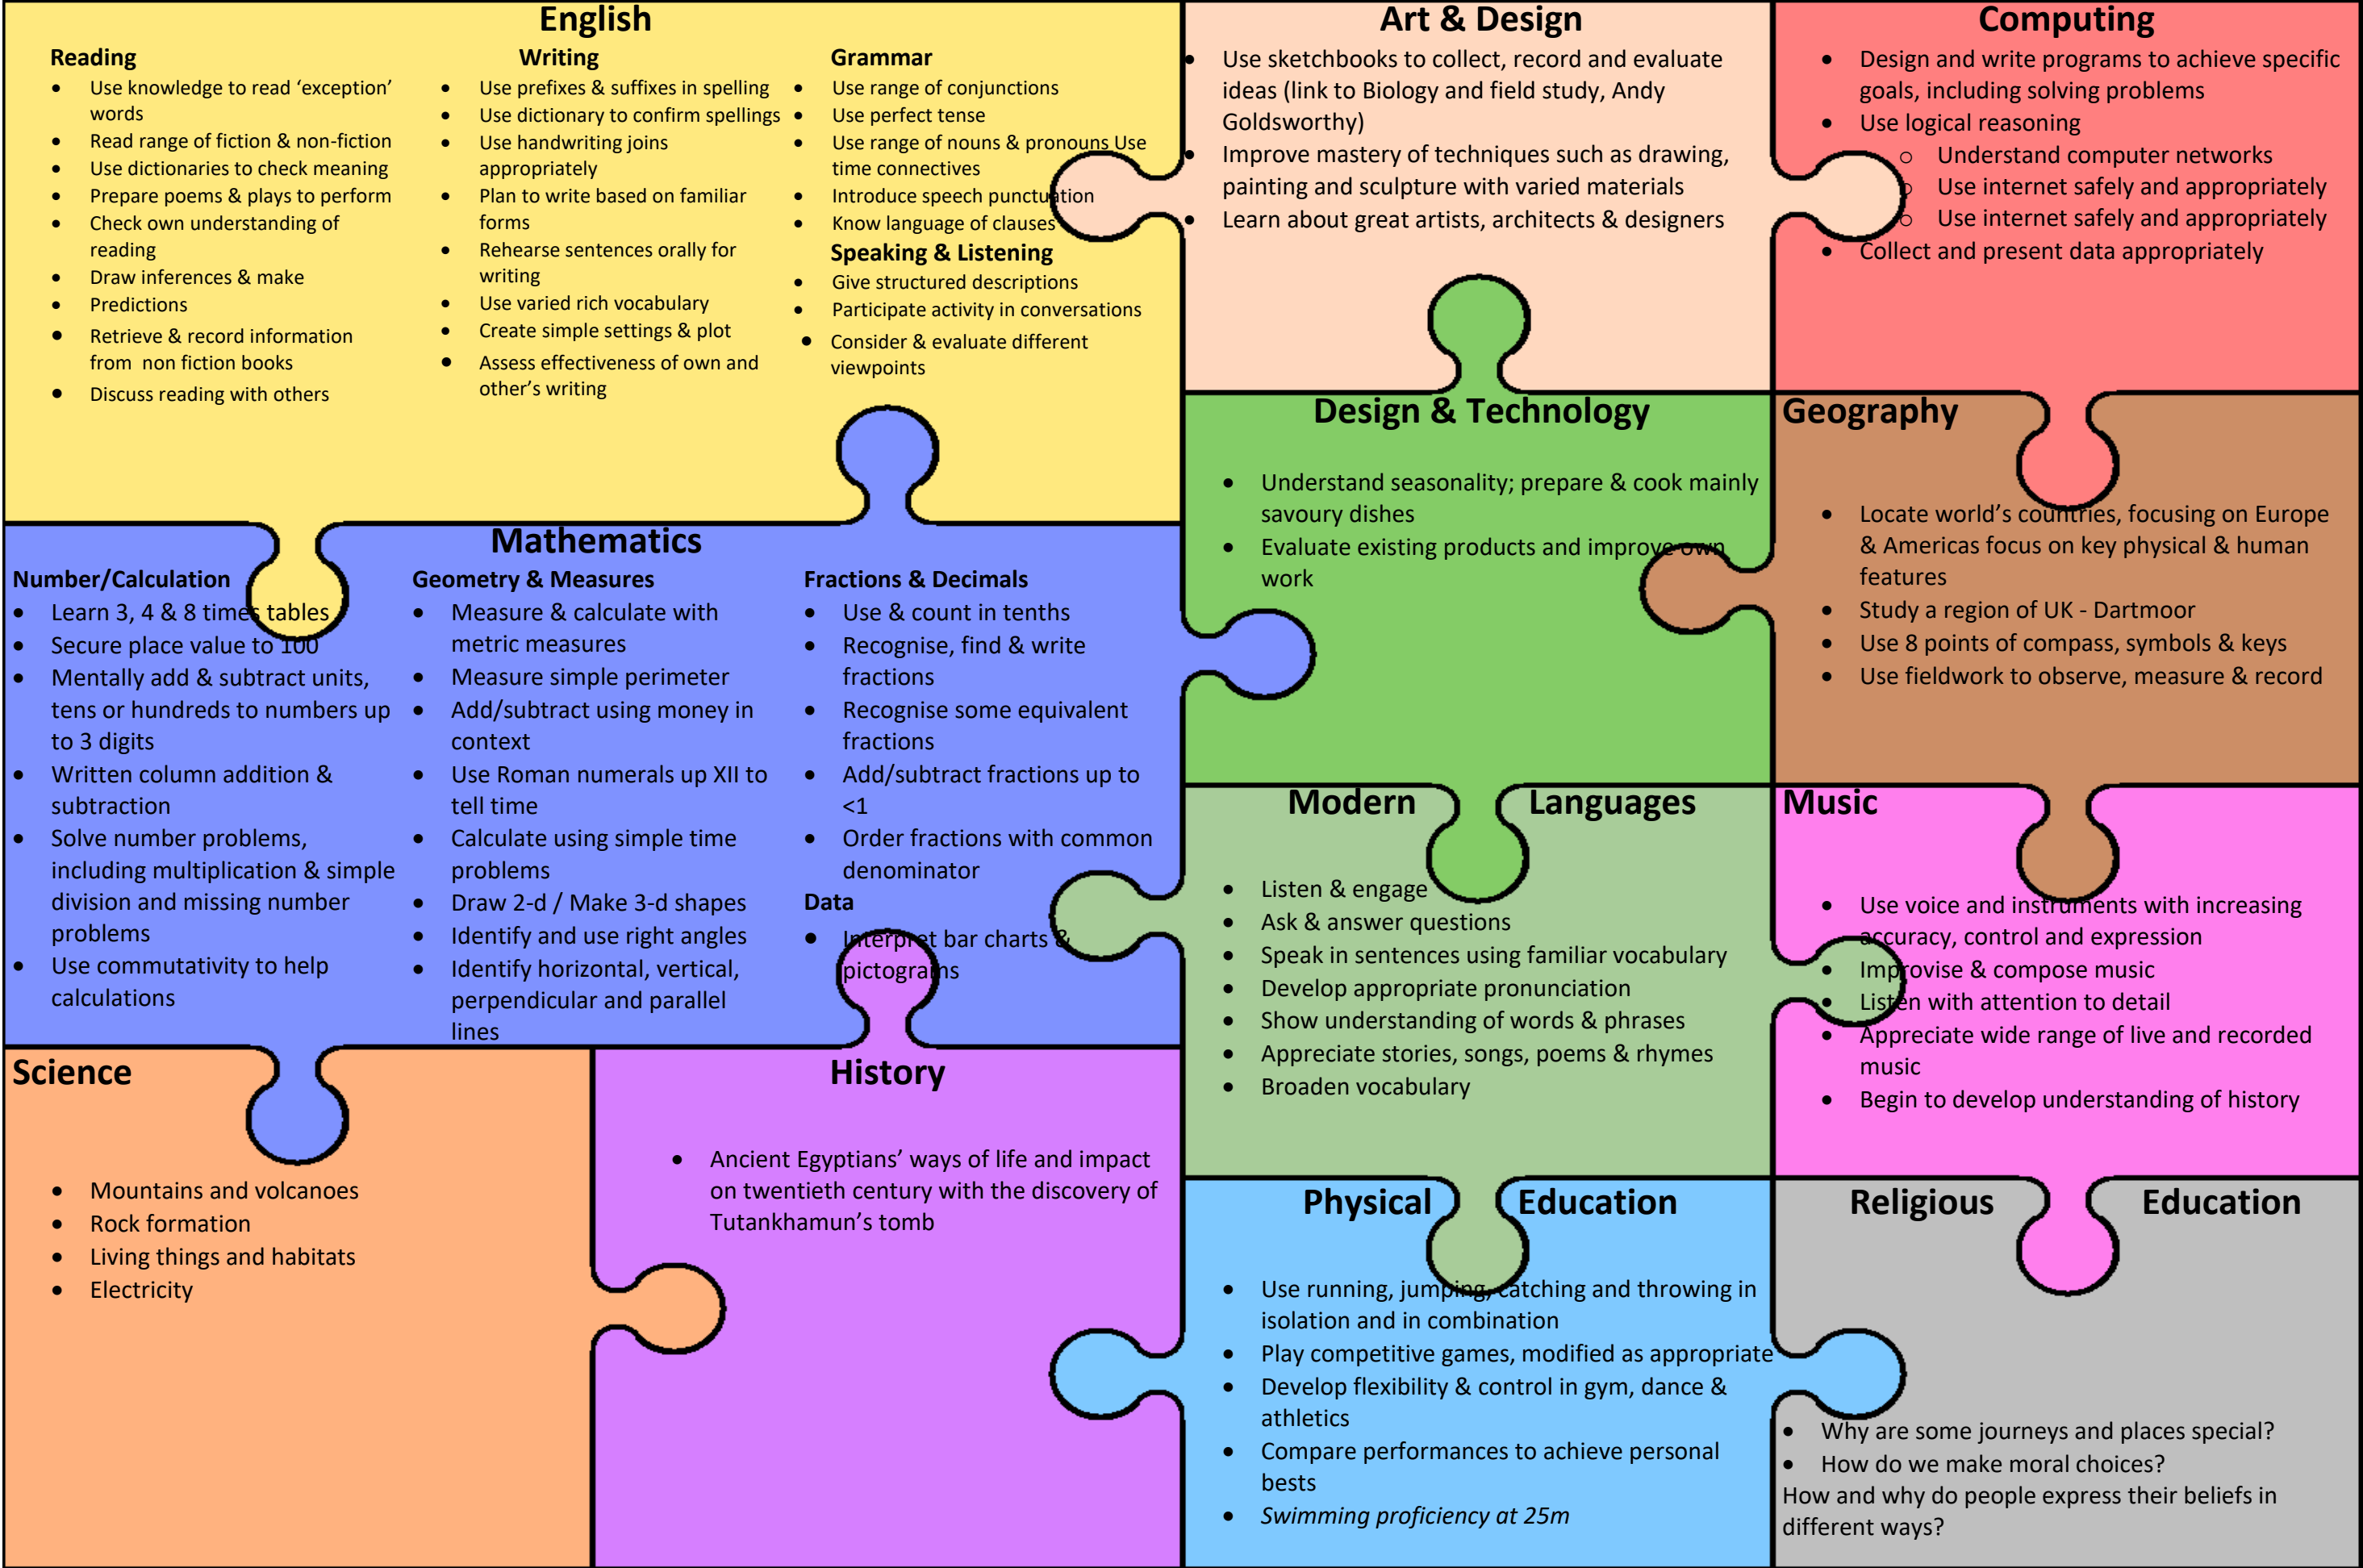 English
Reading
• Use knowledge to read ‘exception’
words
• Read range of fiction & non-fiction
• Use dictionaries to check meaning
• Prepare poems & plays to perform
• Check own understanding of
reading
• Draw inferences & make
• Predictions
• Retrieve & record information
from  non fiction books
• Discuss reading with others
Writing
• Use prefixes & suffixes in spelling
• Use dictionary to confirm spellings
• Use handwriting joins
appropriately
• Plan to write based on familiar
forms
• Rehearse sentences orally for
writing
• Use varied rich vocabulary
• Create simple settings & plot
• Assess effectiveness of own and
other’s writing
Grammar
• Use range of conjunctions
• Use perfect tense
• Use range of nouns & pronouns Use
time connectives
• Introduce speech punctuation
• Know language of clauses
Speaking & Listening
• Give structured descriptions
• Participate activity in conversations
• Consider & evaluate different
viewpoints
Art & Design
• Use sketchbooks to collect, record and evaluate
ideas (link to Biology and field study, Andy
Goldsworthy)
• Improve mastery of techniques such as drawing,
painting and sculpture with varied materials
• Learn about great artists, architects & designers
Computing
• Design and write programs to achieve specific
goals, including solving problems
• Use logical reasoning
o Understand computer networks
o Use internet safely and appropriately
o Use internet safely and appropriately
• Collect and present data appropriately
Mathematics
Number/Calculation
• Learn 3, 4 & 8 times tables
• Secure place value to 100
• Mentally add & subtract units,
tens or hundreds to numbers up
to 3 digits
• Written column addition &
subtraction
• Solve number problems,
including multiplication & simple
division and missing number
problems
• Use commutativity to help
calculations
Geometry & Measures
• Measure & calculate with
metric measures
• Measure simple perimeter
• Add/subtract using money in
context
• Use Roman numerals up XII to
tell time
• Calculate using simple time
problems
• Draw 2-d / Make 3-d shapes
• Identify and use right angles
• Identify horizontal, vertical,
perpendicular and parallel
lines
Fractions & Decimals
• Use & count in tenths
• Recognise, find & write
fractions
• Recognise some equivalent
fractions
• Add/subtract fractions up to
<1
• Order fractions with common
denominator
Data
• Interpret bar charts &
pictograms
Design & Technology
• Understand seasonality; prepare & cook mainly
savoury dishes
• Evaluate existing products and improve own
work
Geography
• Locate world’s countries, focusing on Europe
& Americas focus on key physical & human
features
• Study a region of UK - Dartmoor
• Use 8 points of compass, symbols & keys
• Use fieldwork to observe, measure & record
Modern Languages
• Listen & engage
• Ask & answer questions
• Speak in sentences using familiar vocabulary
• Develop appropriate pronunciation
• Show understanding of words & phrases
• Appreciate stories, songs, poems & rhymes
• Broaden vocabulary
Music
• Use voice and instruments with increasing
accuracy, control and expression
• Improvise & compose music
• Listen with attention to detail
• Appreciate wide range of live and recorded
music
• Begin to develop understanding of history
Science
• Mountains and volcanoes
• Rock formation
• Living things and habitats
• Electricity
History
• Ancient Egyptians’ ways of life and impact
on twentieth century with the discovery of
Tutankhamun’s tomb
Physical Education
• Use running, jumping, catching and throwing in
isolation and in combination
• Play competitive games, modified as appropriate
• Develop flexibility & control in gym, dance &
athletics
• Compare performances to achieve personal
bests
• Swimming proficiency at 25m
Religious Education
• Why are some journeys and places special?
• How do we make moral choices?
How and why do people express their beliefs in
different ways?